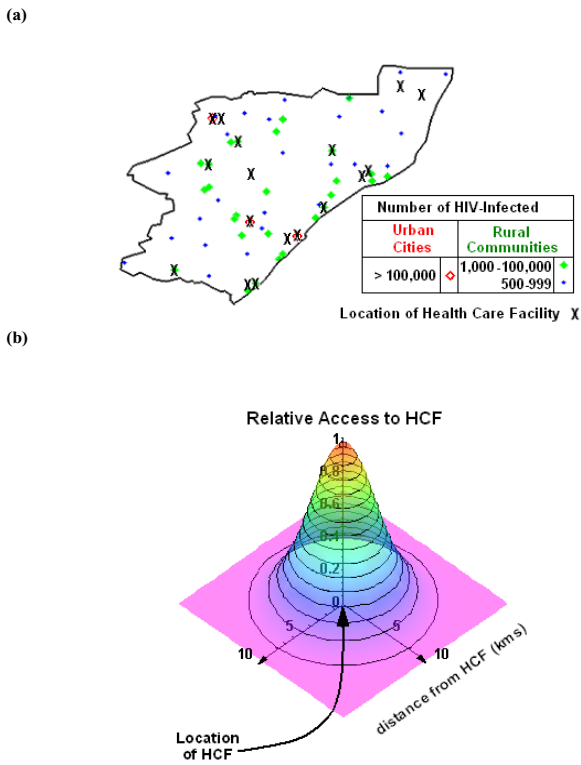 (a)
Number of HIV-Infected
Urban Cities
Rural Communities
> 100,000
1,000 -100,000
500-999
Location of Health Care Facility X
(b)
Relative Access to HCF
1
0.8
0.6
0.4
0.2
0
5
5
10
10
distance from HCF (kms)
Location
of HCF